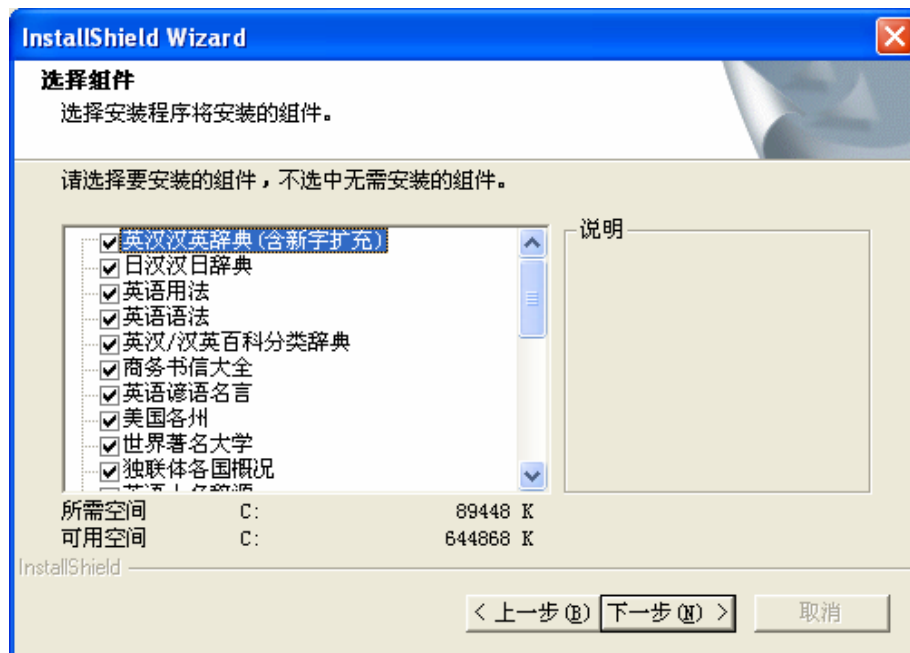 InstallShield Wizard
选择组件
选择安装程序将安装的组件。
请选择要安装的组件，不选中无需安装的组件。
英汉汉英辞典(含新字扩充)
日汉汉日辞典
英语用法
英语语法
英汉/汉英百科分类辞典
商务书信大全
英语谚语名言
美国各州
世界著名大学
独联体各国概况
说明
所需空间 C: 89448 K
可用空间 C: 644868 K
InstallShield
< 上一步(B) 下一步(N) > 取消